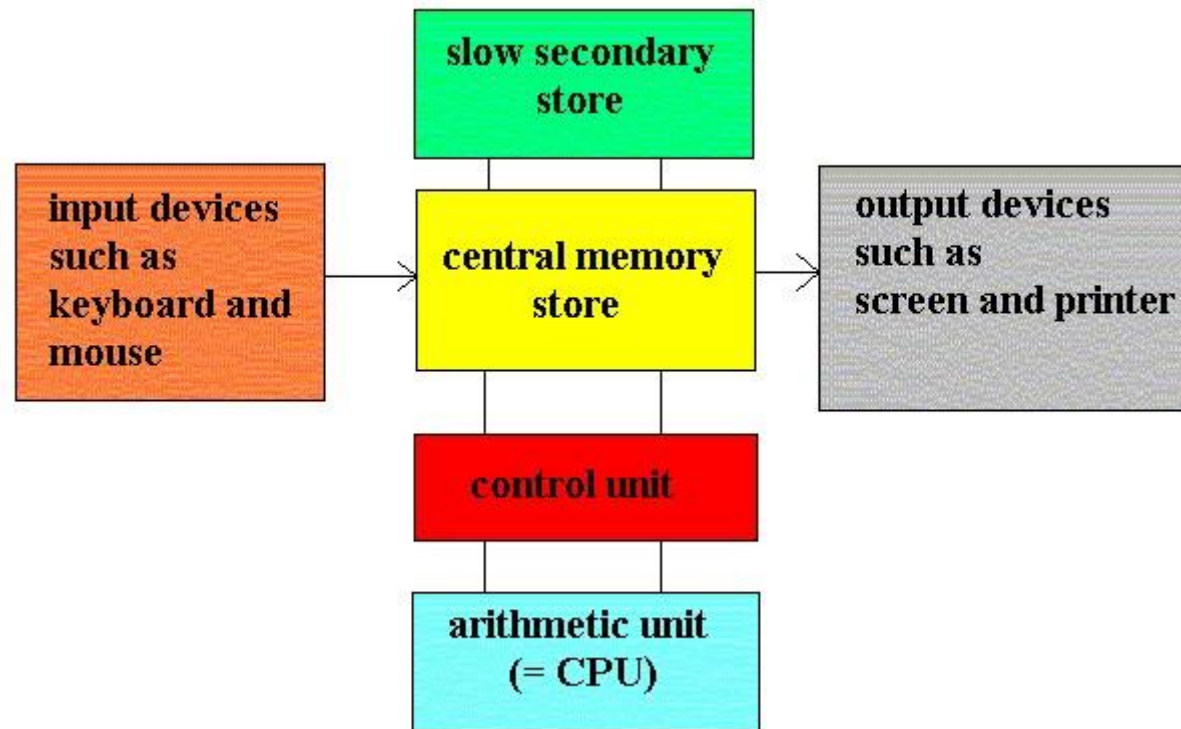 slow secondary
store
input devices
such as
keyboard and
mouse
central memory
store
output devices
such as
screen and printer
control unit
arithmetic unit
(= CPU)